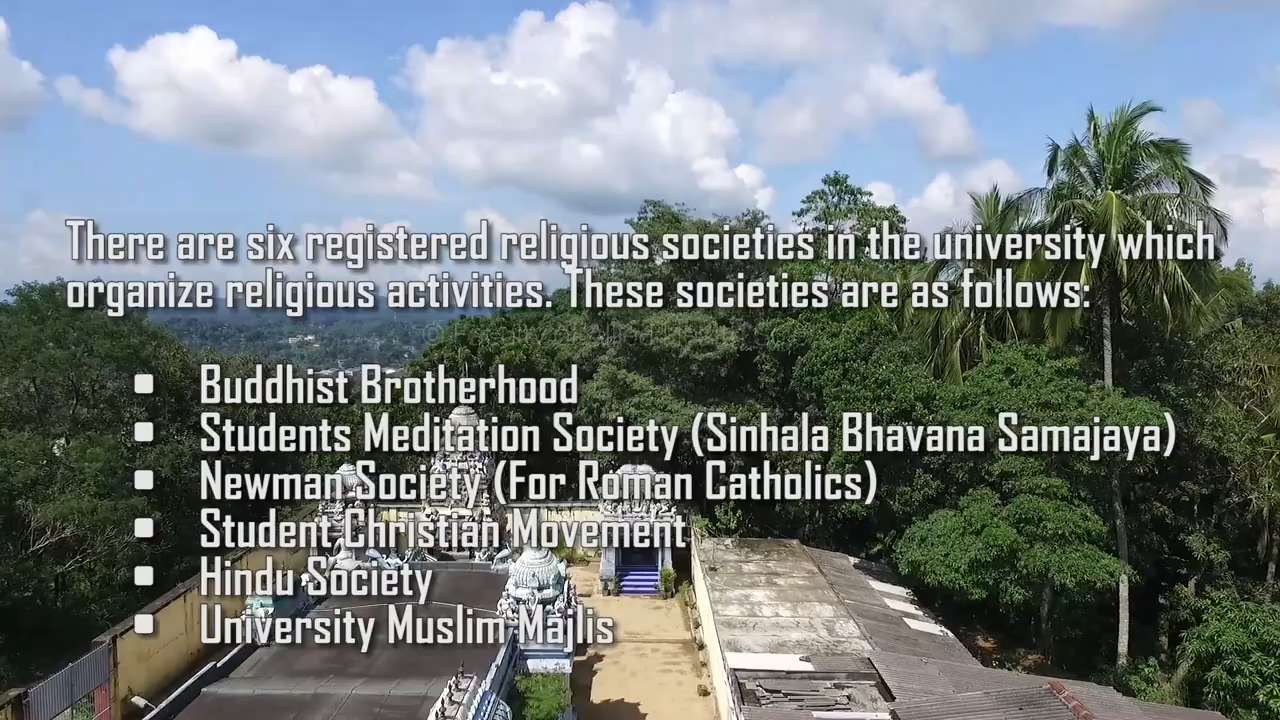 There are six registered religious societies in the university which
organize religious activities. These societies are as follows:
▪ Buddhist Brotherhood
▪ Students Meditation Society (Sinhala Bhavana Samajaya)
▪ Newman Society (For Roman Catholics)
▪ Student Christian Movement
▪ Hindu Society
▪ University Muslim Majlis